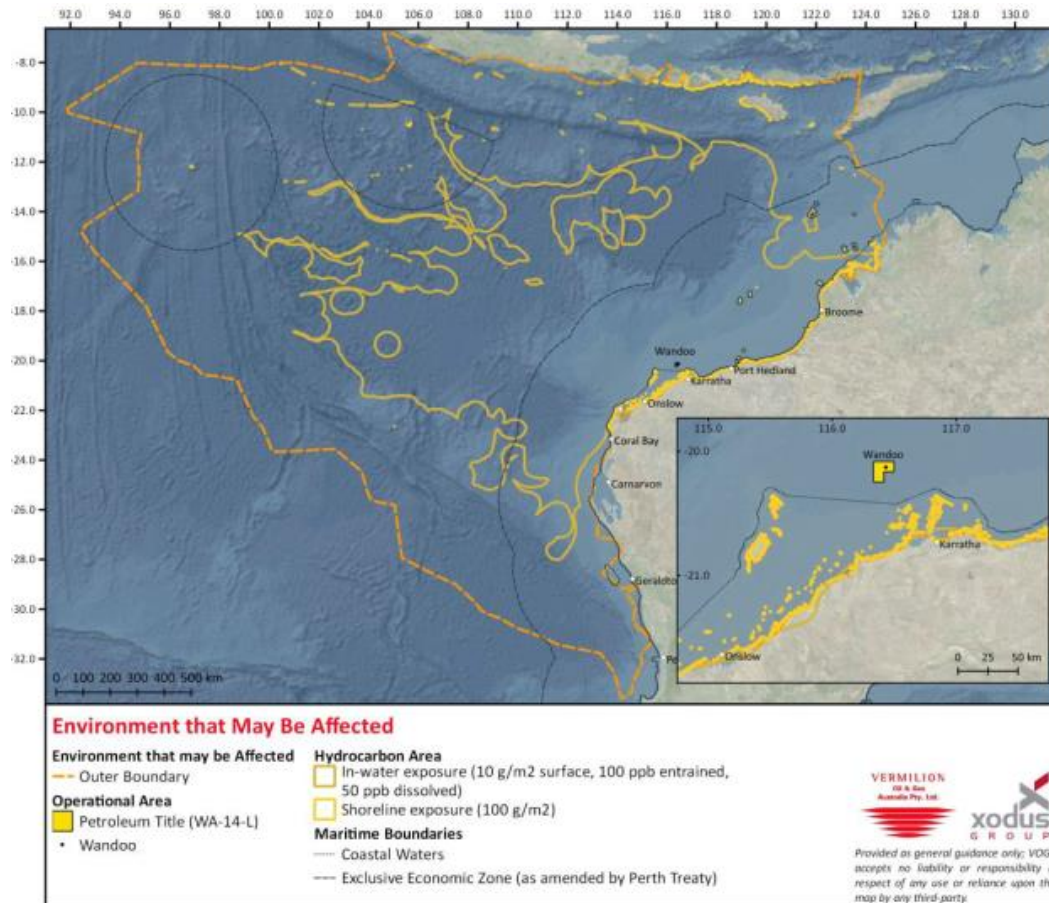 92.0 94.0 96.0 98.0 100.0 102.0 104.0 106.0 108.0 110.0 112.0 114.0 116.0 118.0 120.0 122.0 124.0 126.0 128.0 130.0
-8.0
-10.0
-12.0
-14.0
-16.0
-18.0
-20.0
-22.0
-24.0
-26.0
-28.0
-30.0
-32.0
Broome
Wandoo
Port Hedland
Karratha
Onslow
Coral Bay
Carnarvon
Geraldto
Pe
0 100 200 300 400 500 km
115.0 116.0 117.0
-20.0
Wandoo
Karratha
-21.0
Onslow
0 25 50 km
Environment that May Be Affected
Environment that may be Affected
Outer Boundary
Operational Area
Petroleum Title (WA-14-L)
Wandoo
Hydrocarbon Area
In-water exposure (10 g/m2 surface, 100 ppb entrained,
50 ppb dissolved)
Shoreline exposure (100 g/m2)
Maritime Boundaries
Coastal Waters
Exclusive Economic Zone (as amended by Perth Treaty)
VERMILION
Oil & Gas
Australia Pty. Ltd.
xodus
GROUP
Provided as general guidance only; VOG
accepts no liability or responsibility
respect of any use or reliance upon th
map by any third-party.